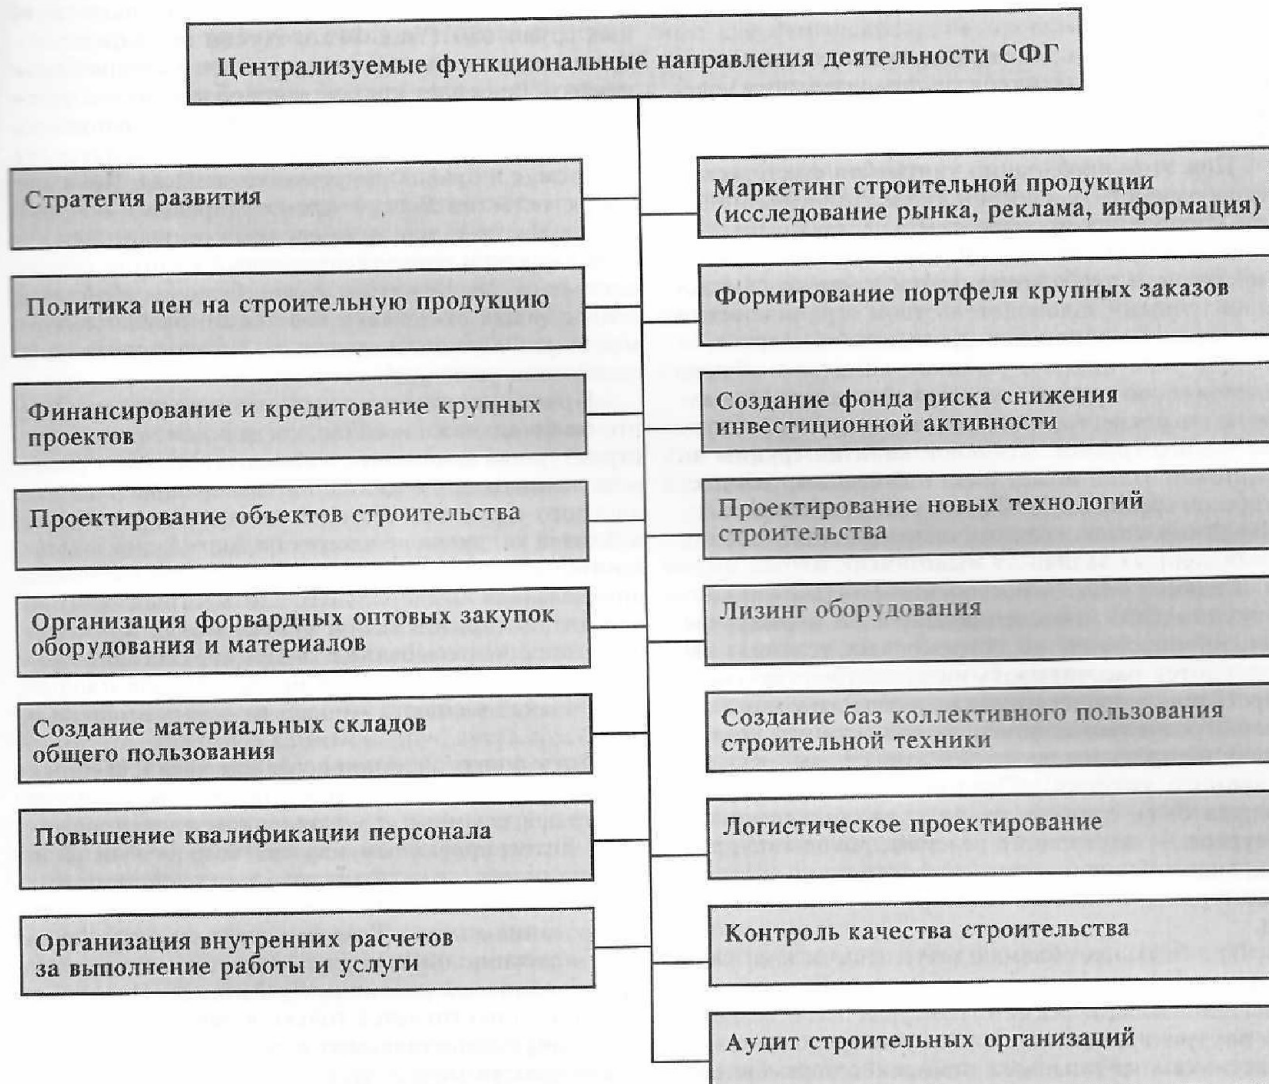 Централизуемые функциональные направления деятельности СФГ
Стратегия развития
Маркетинг строительной продукции
(исследование рынка, реклама, информация)
Политика цен на строительную продукцию
Формирование портфеля крупных заказов
Финансирование и кредитование крупных
проектов
Создание фонда риска снижения
инвестиционной активности
Проектирование объектов строительства
Проектирование новых технологий
строительства
Организация форвардных оптовых закупок
оборудования и материалов
Лизинг оборудования
Создание материальных складов
общего пользования
Создание баз коллективного пользования
строительной техники
Повышение квалификации персонала
Логистическое проектирование
Организация внутренних расчетов
за выполнение работы и услуги
Контроль качества строительства
Аудит строительных организаций